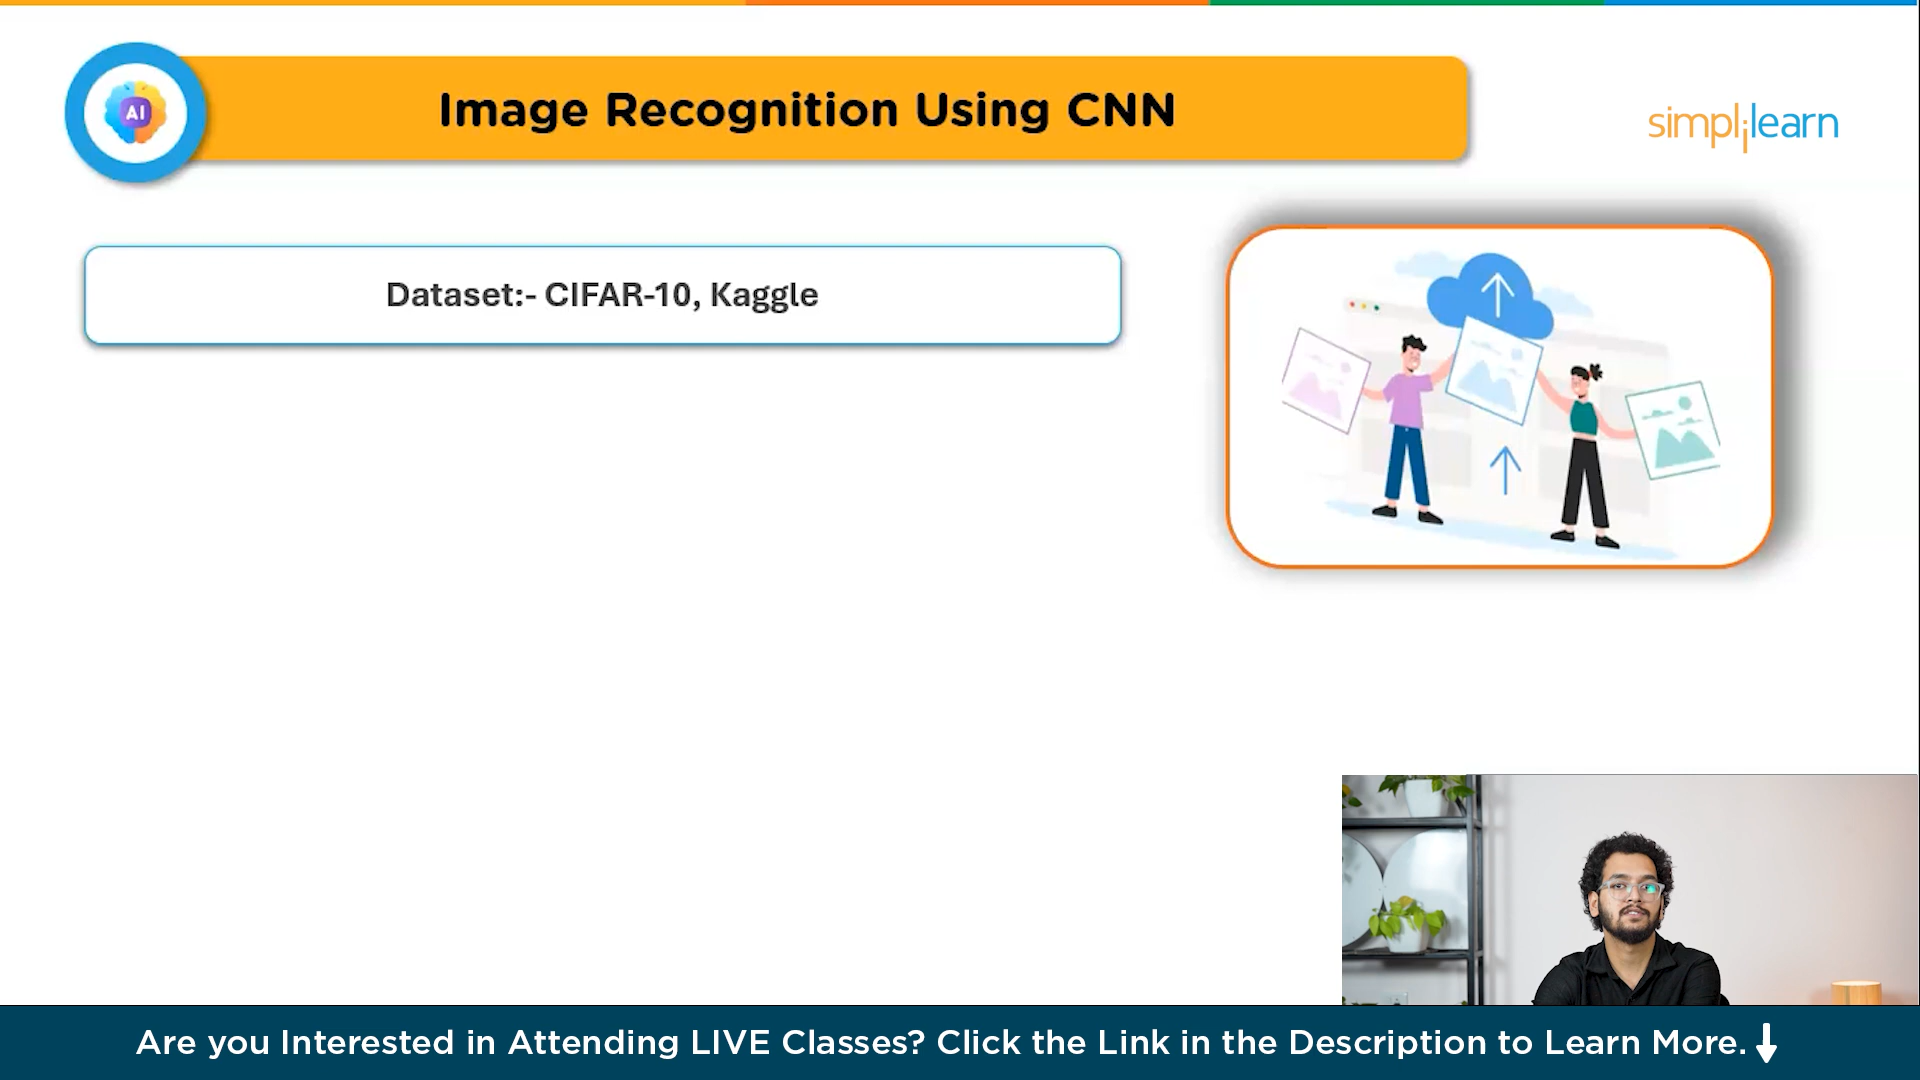 AI
Image Recognition Using CNN
simplilearn
Dataset:- CIFAR-10, Kaggle
Are you Interested in Attending LIVE Classes? Click the Link in the Description to Learn More.